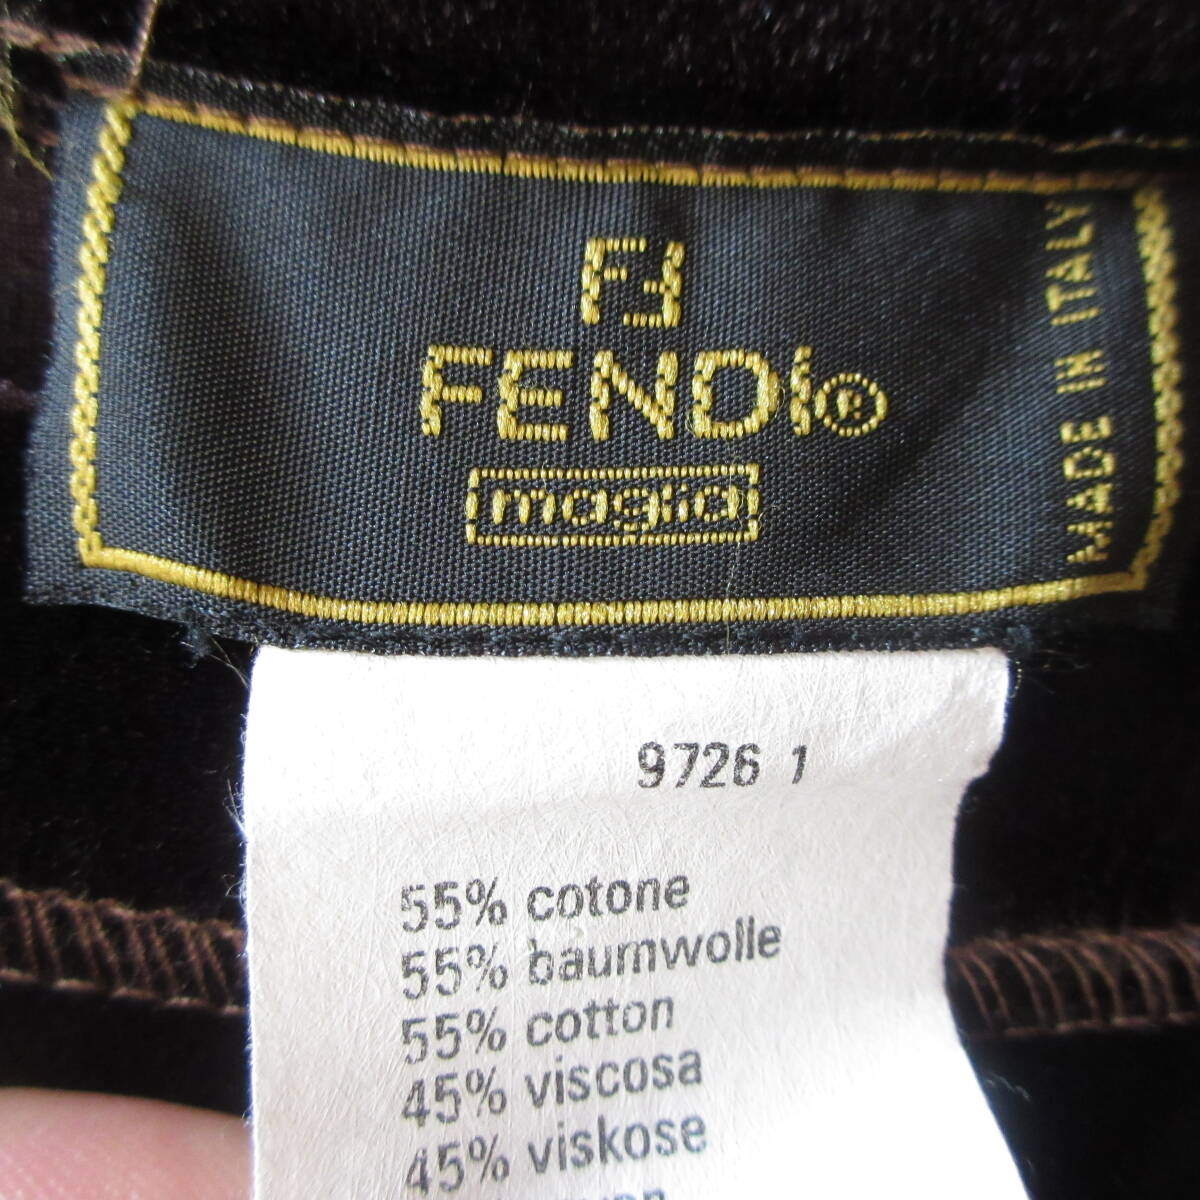 FF
FENDI®
maglia
MADE IN ITALY
9726 1
55% cotone
55% baumwolle
55% cotton
45% viscosa
45% viskose